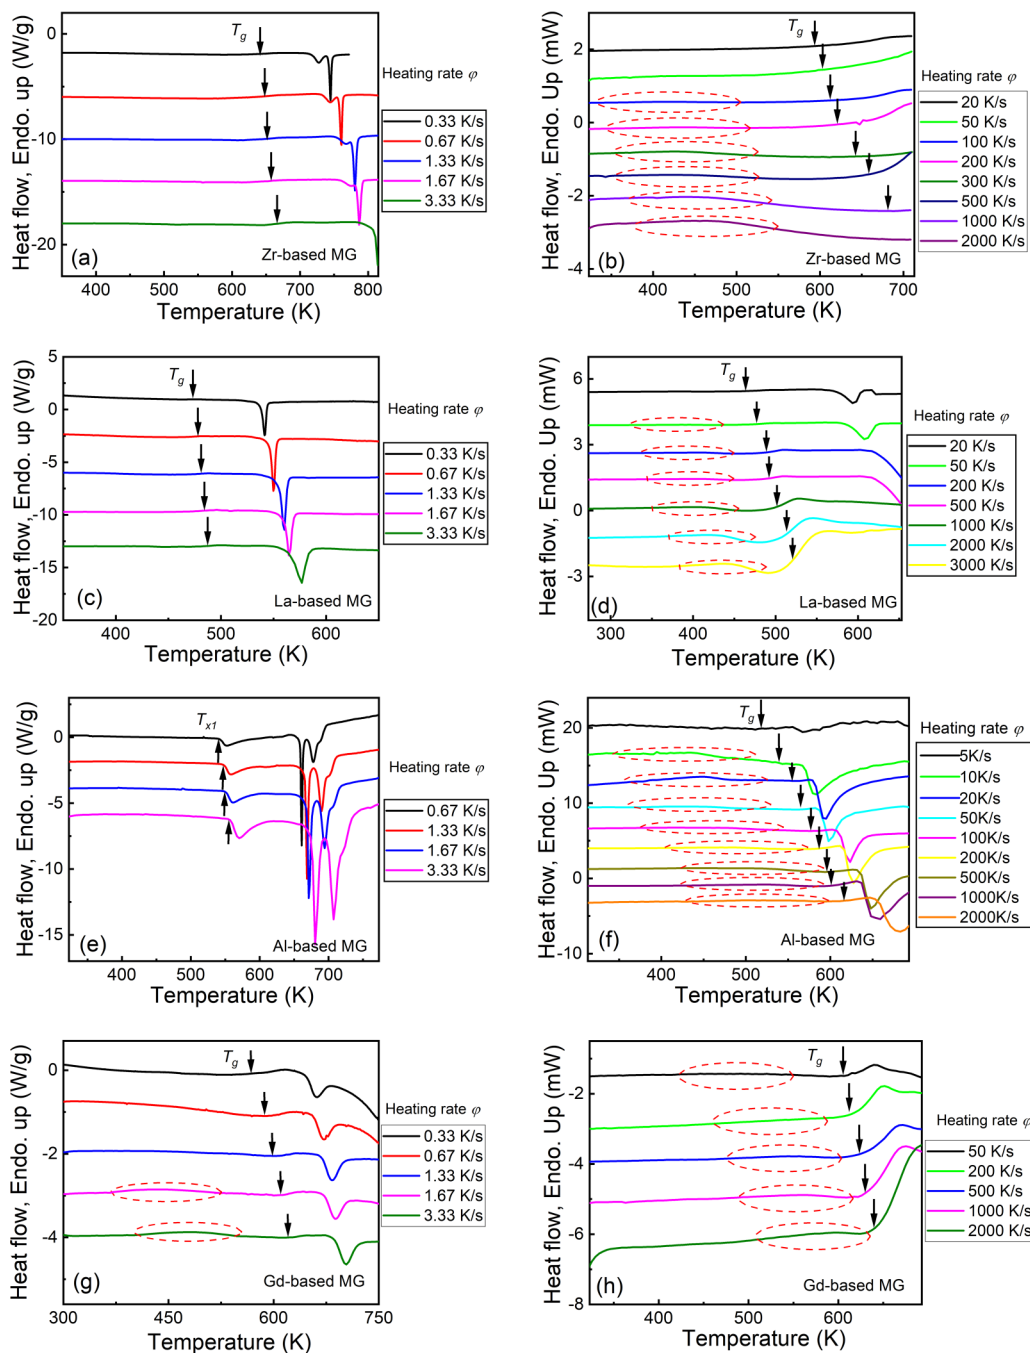 Heat flow, Endo. up (W/g)
0
-10
-20
T_g
Heating rate φ
0.33 K/s
0.67 K/s
1.33 K/s
1.67 K/s
3.33 K/s
(a)
Zr-based MG
400 500 600 700 800
Temperature (K)
Heat flow, Endo. up (mW)
2
0
-2
-4
T_g
Heating rate φ
20 K/s
50 K/s
100 K/s
200 K/s
300 K/s
500 K/s
1000 K/s
2000 K/s
(b)
Zr-based MG
400 500 600 700
Temperature (K)
Heat flow, Endo. up (W/g)
5
0
-5
-10
-15
-20
T_g
Heating rate φ
0.33 K/s
0.67 K/s
1.33 K/s
1.67 K/s
3.33 K/s
(c)
La-based MG
400 500 600
Temperature (K)
Heat flow, Endo. Up (mW)
6
3
0
-3
T_g
Heating rate φ
20 K/s
50 K/s
200 K/s
500 K/s
1000 K/s
2000 K/s
3000 K/s
(d)
La-based MG
300 400 500 600
Temperature (K)
Heat flow, Endo. up (W/g)
0
-5
-10
-15
T_x1
Heating rate φ
0.67 K/s
1.33 K/s
1.67 K/s
3.33 K/s
(e)
Al-based MG
400 500 600 700
Temperature (K)
Heat flow, Endo. Up (mW)
20
10
0
-10
T_g
Heating rate φ
5K/s
10K/s
20K/s
50K/s
100K/s
200K/s
500K/s
1000K/s
2000K/s
(f)
Al-based MG
400 500 600
Temperature (K)
Heat flow, Endo. up (W/g)
0
-2
-4
T_g
Heating rate φ
0.33 K/s
0.67 K/s
1.33 K/s
1.67 K/s
3.33 K/s
(g)
Gd-based MG
300 450 600 750
Temperature (K)
Heat flow, Endo. Up (mW)
-2
-4
-6
-8
T_g
Heating rate φ
50 K/s
200 K/s
500 K/s
1000 K/s
2000 K/s
(h)
Gd-based MG
400 500 600
Temperature (K)